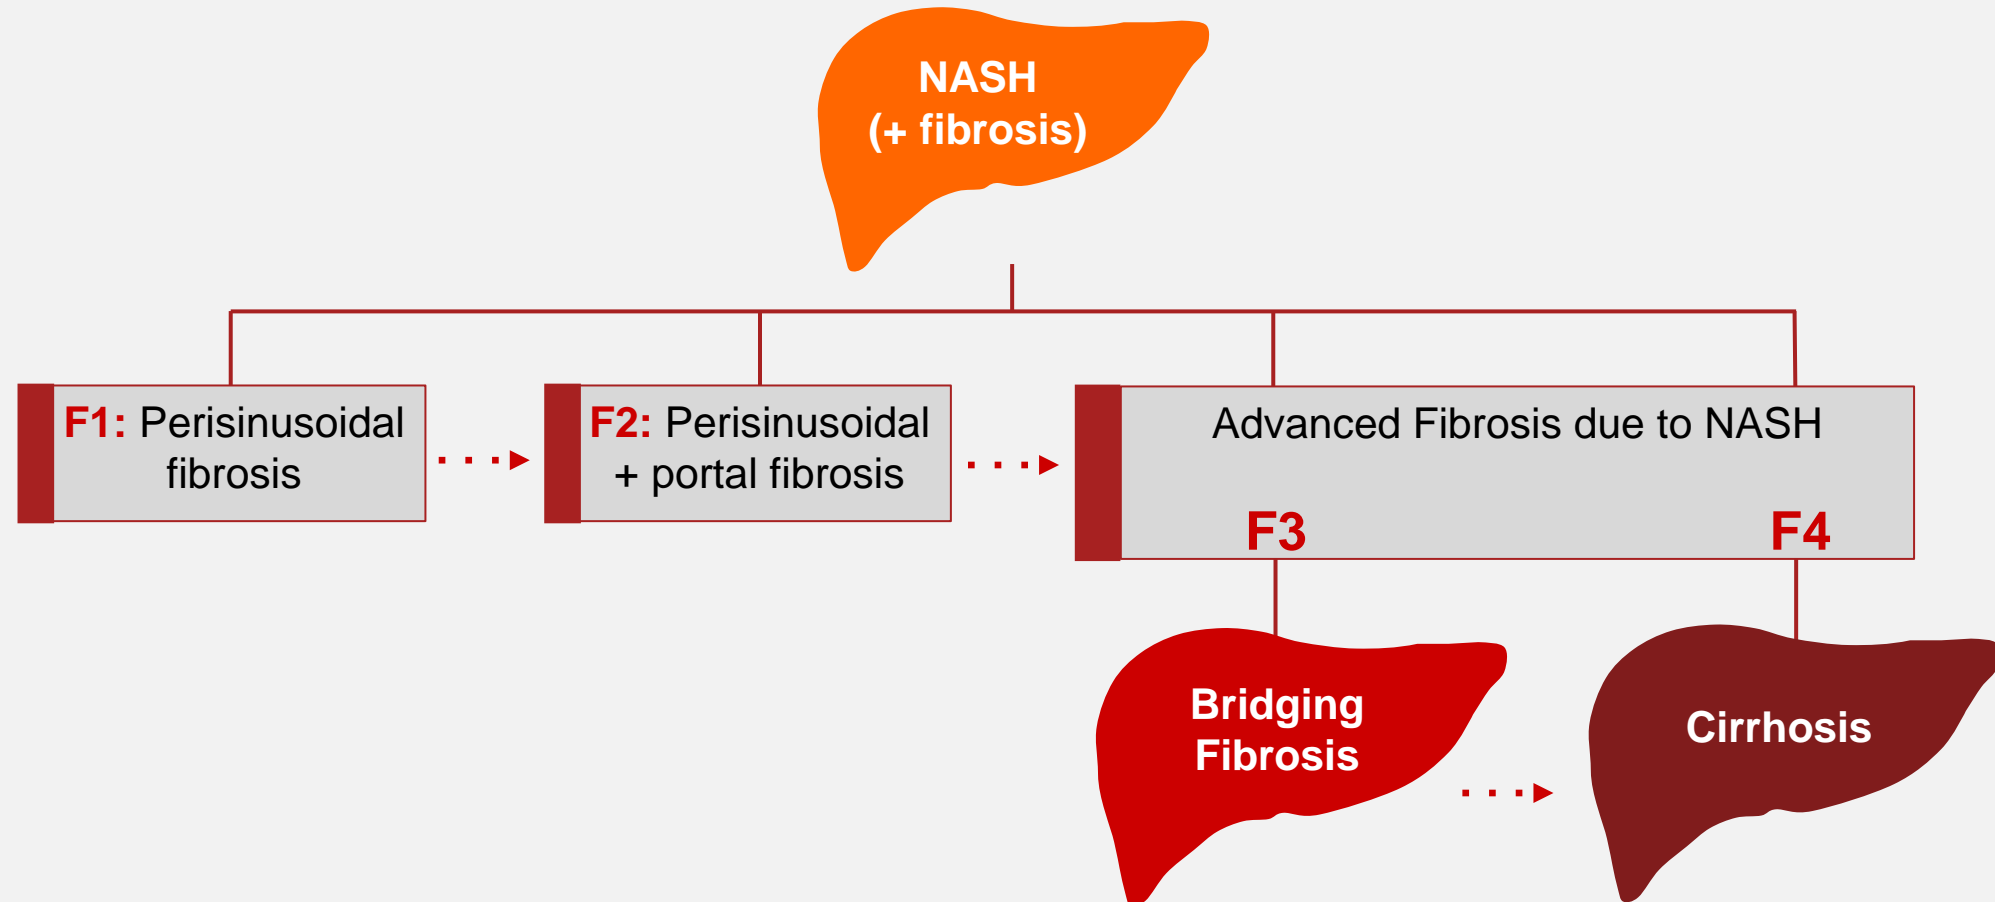 NASH
(+ fibrosis)
F1: Perisinusoidal
fibrosis
F2: Perisinusoidal
+ portal fibrosis
Advanced Fibrosis due to NASH
F3
F4
Bridging
Fibrosis
Cirrhosis